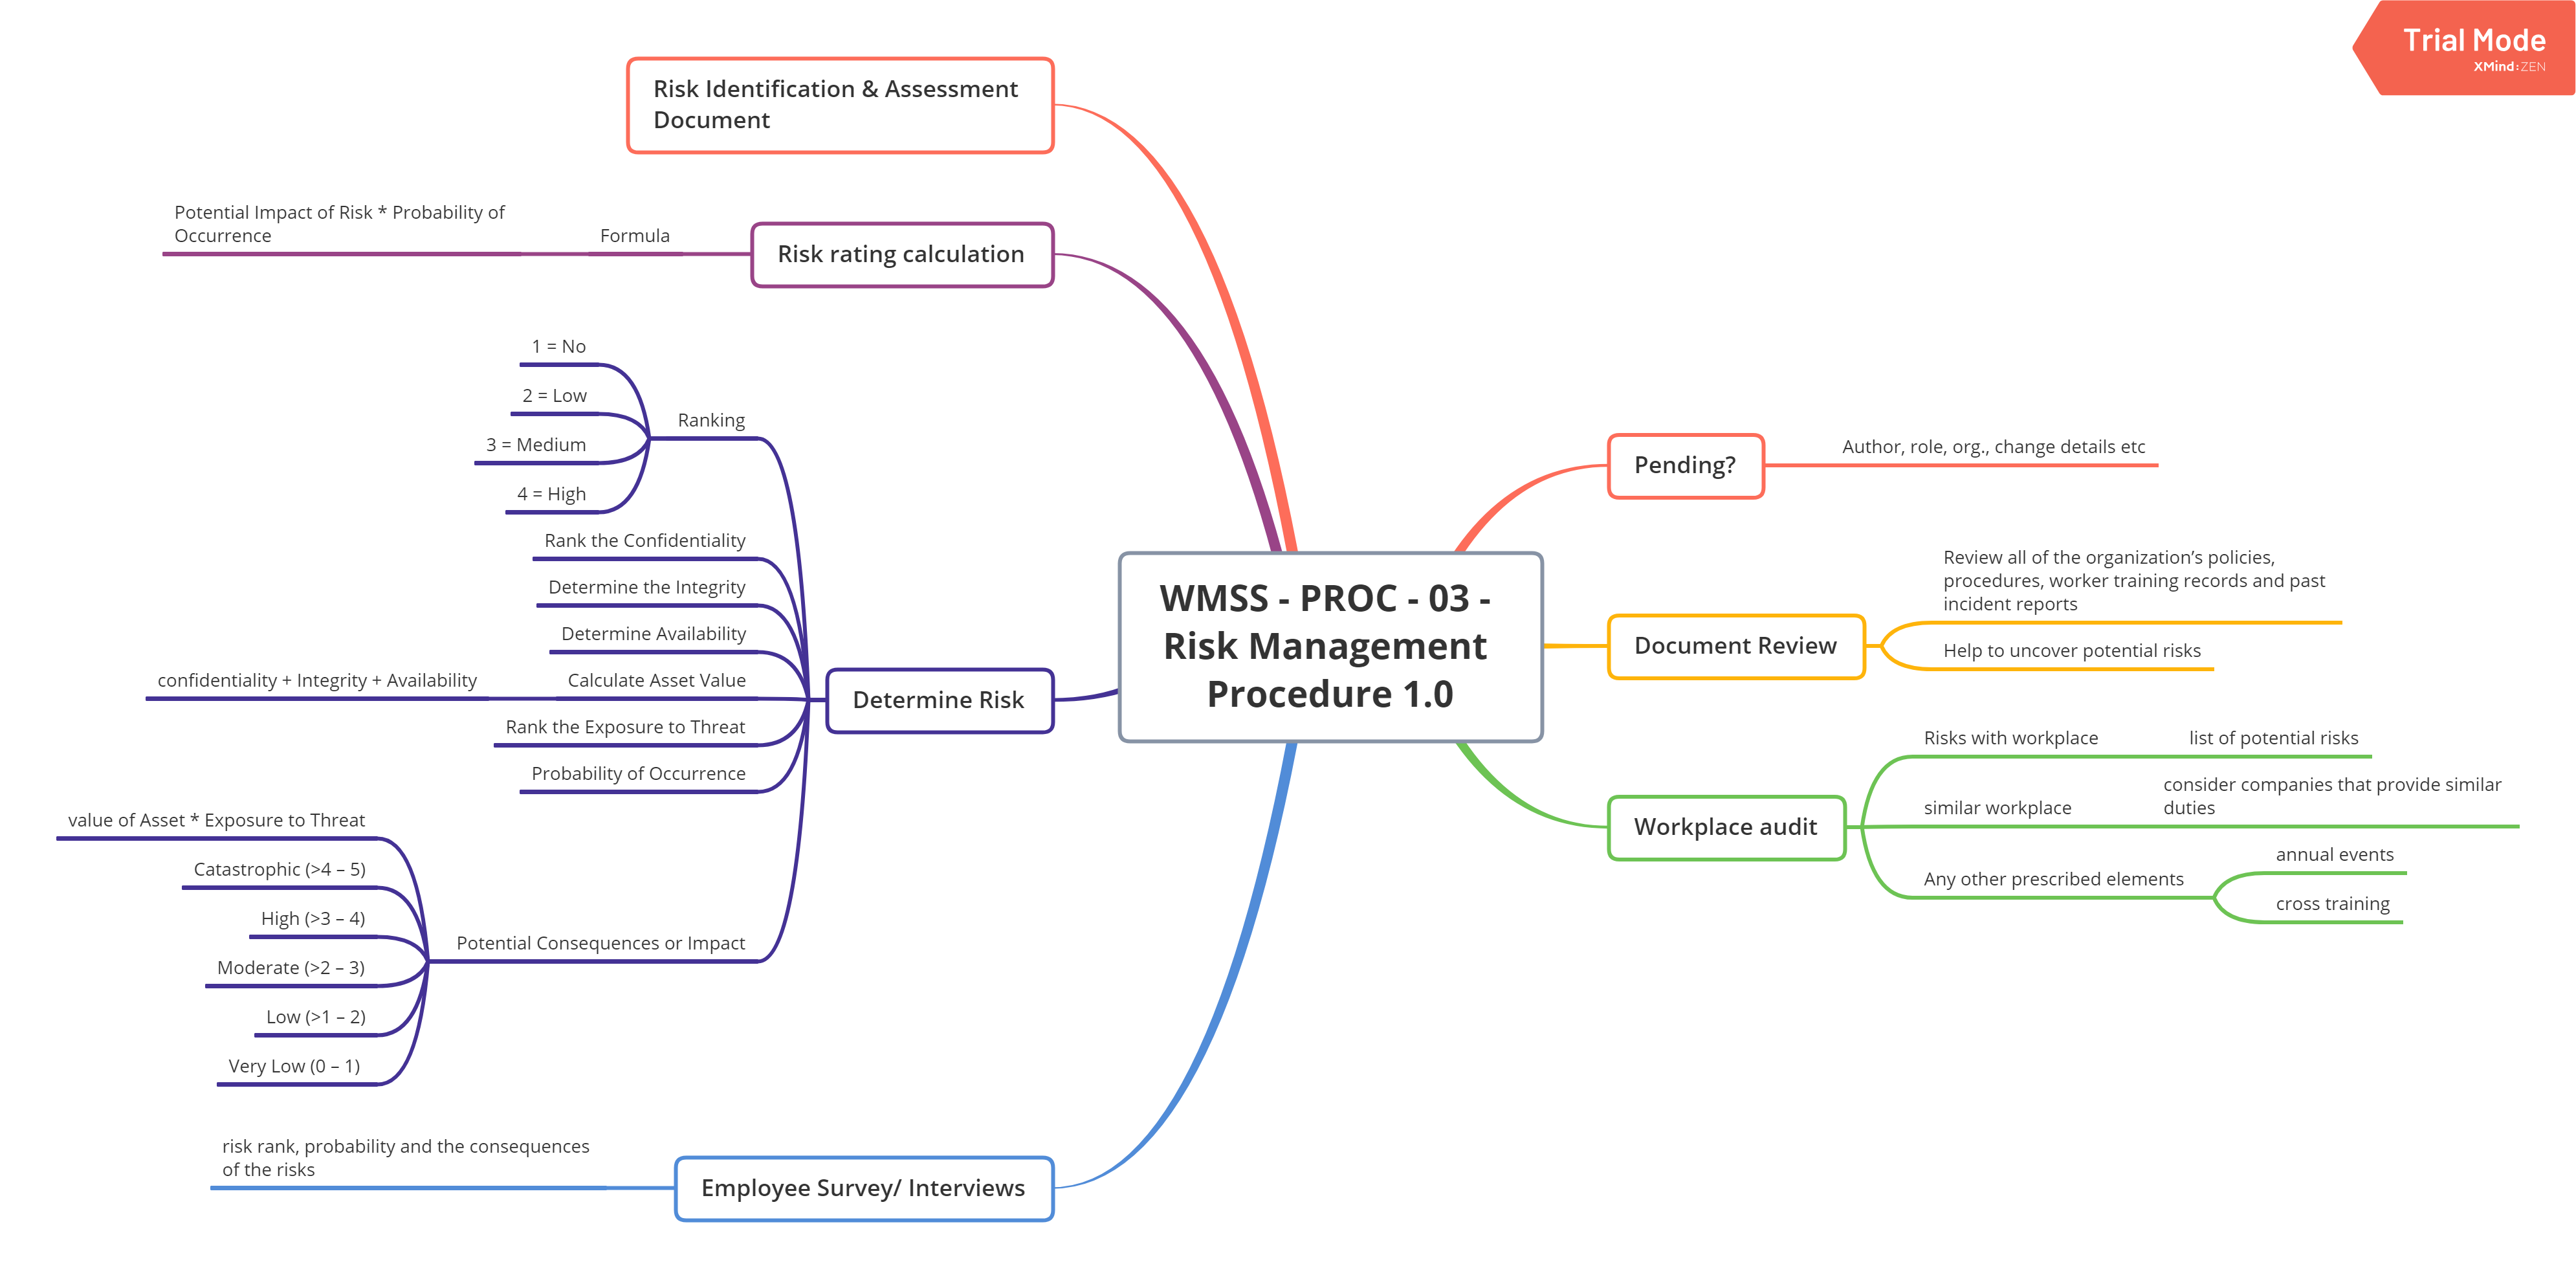 Trial Mode
XMind:ZEN
Risk Identification & Assessment
Document
Potential Impact of Risk * Probability of
Occurrence
Formula
Risk rating calculation
1 = No
2 = Low
3 = Medium
4 = High
Ranking
Rank the Confidentiality
Determine the Integrity
Determine Availability
confidentiality + Integrity + Availability
Calculate Asset Value
Rank the Exposure to Threat
Probability of Occurrence
Determine Risk
value of Asset * Exposure to Threat
Catastrophic (>4 – 5)
High (>3 – 4)
Moderate (>2 – 3)
Low (>1 – 2)
Very Low (0 – 1)
Potential Consequences or Impact
risk rank, probability and the consequences
of the risks
Employee Survey/ Interviews
WMSS - PROC - 03 -
Risk Management
Procedure 1.0
Pending?
Author, role, org., change details etc
Document Review
Review all of the organization’s policies,
procedures, worker training records and past
incident reports
Help to uncover potential risks
Workplace audit
Risks with workplace
list of potential risks
similar workplace
consider companies that provide similar
duties
Any other prescribed elements
annual events
cross training